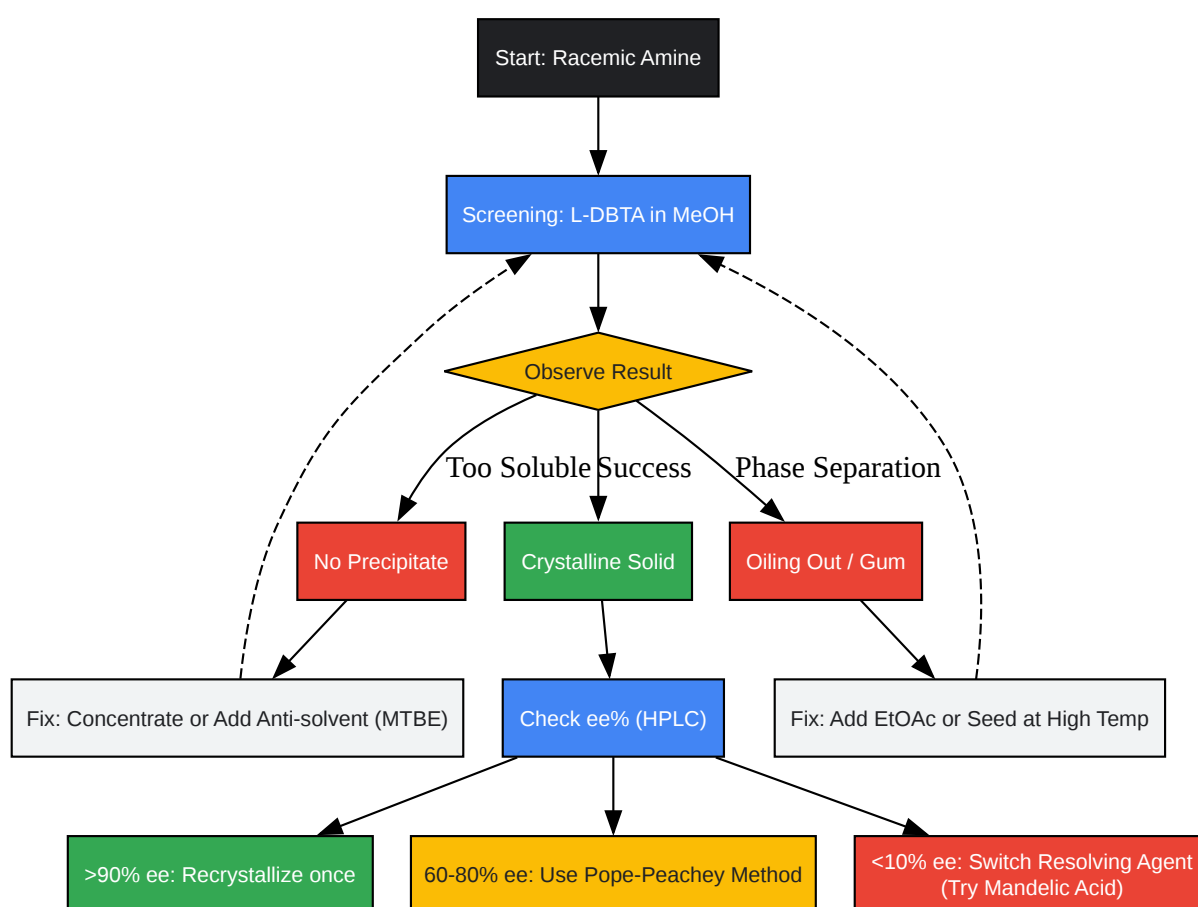 Start: Racemic Amine
Screening: L-DBTA in MeOH
Observe Result
Too Soluble
Success
Phase Separation
No Precipitate
Crystalline Solid
Oiling Out / Gum
Fix: Concentrate or Add Anti-solvent (MTBE)
Check ee% (HPLC)
Fix: Add EtOAc or Seed at High Temp
>90% ee: Recrystallize once
60-80% ee: Use Pope-Peachey Method
<10% ee: Switch Resolving Agent
(Try Mandelic Acid)